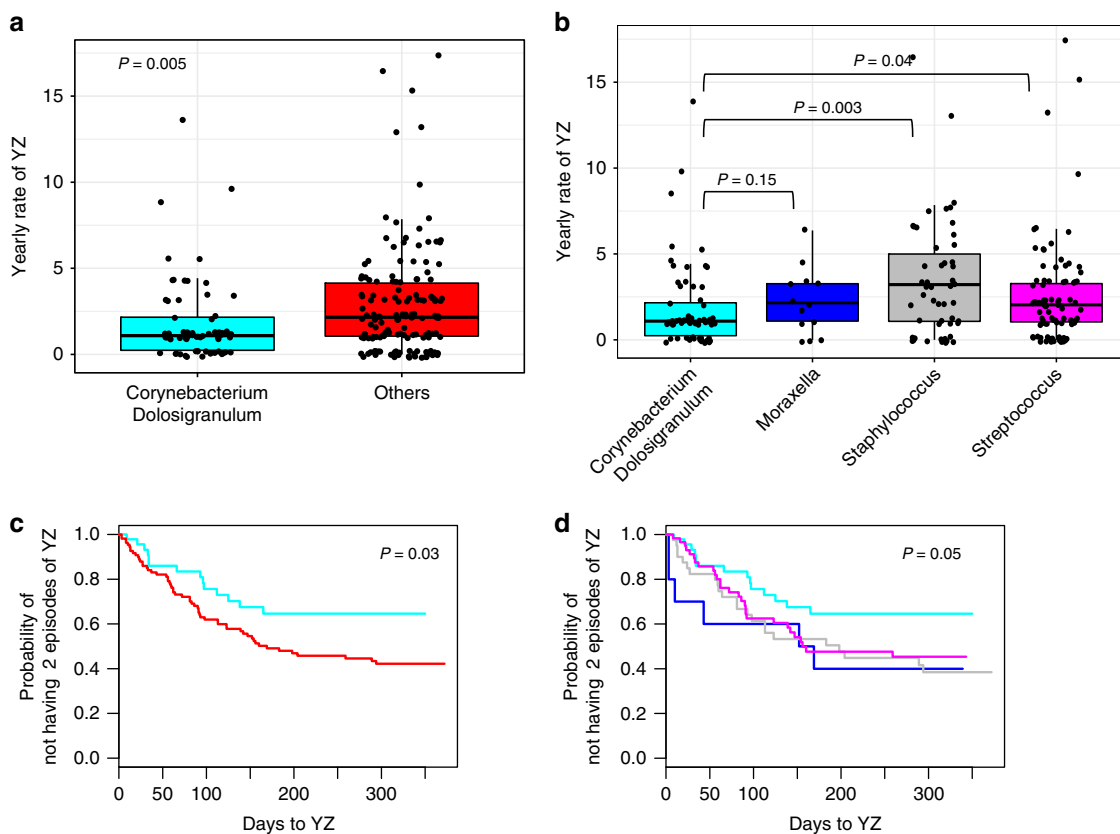 a
P = 0.005
Yearly rate of YZ
15
10
5
0
Corynebacterium
Dolosigranulum
Others
b
P = 0.04
P = 0.003
P = 0.15
Yearly rate of YZ
15
10
5
0
Corynebacterium
Dolosigranulum
Moraxella
Staphylococcus
Streptococcus
c
P = 0.03
Probability of
not having 2 episodes of YZ
1.0
0.8
0.6
0.4
0.2
0.0
0 50 100 200 300
Days to YZ
d
P = 0.05
Probability of
not having 2 episodes of YZ
1.0
0.8
0.6
0.4
0.2
0.0
0 50 100 200 300
Days to YZ